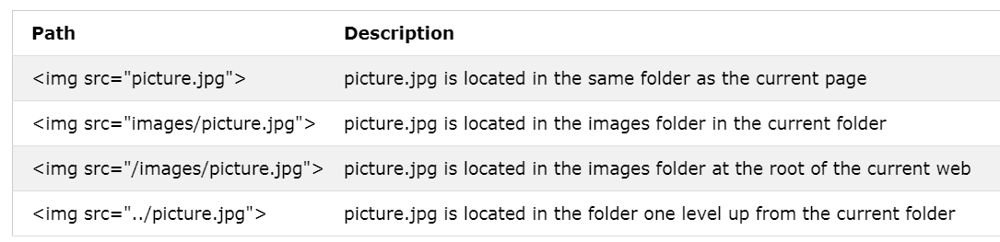 Path Description
<img src="picture.jpg"> picture.jpg is located in the same folder as the current page
<img src="images/picture.jpg"> picture.jpg is located in the images folder in the current folder
<img src="/images/picture.jpg"> picture.jpg is located in the images folder at the root of the current web
<img src="../picture.jpg"> picture.jpg is located in the folder one level up from the current folder